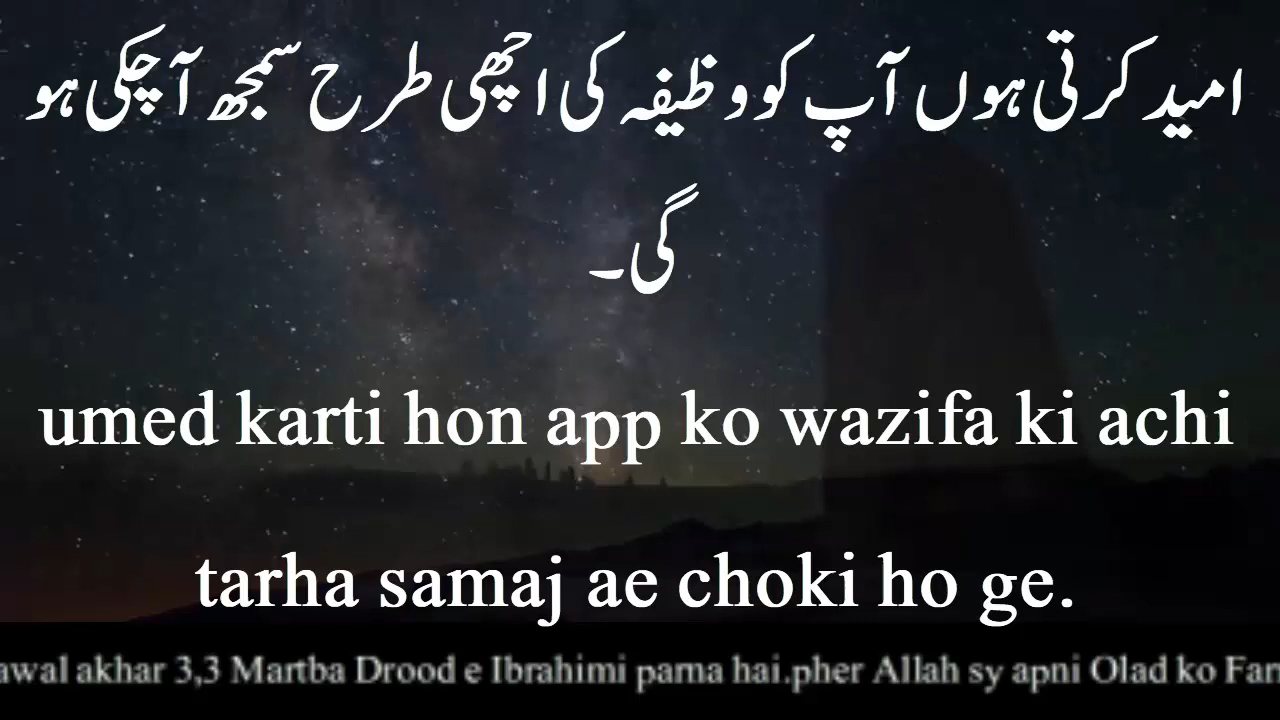 امید کرتی ہوں آپ کو وظیفہ کی اچھی طرح سمجھ آ چکی ہو
گی۔
umed karti hon app ko wazifa ki achi
tarha samaj ae choki ho ge.
awal akhar 3,3 Martba Drood e Ibrahimi parna hai.pher Allah sy apni Olad ko